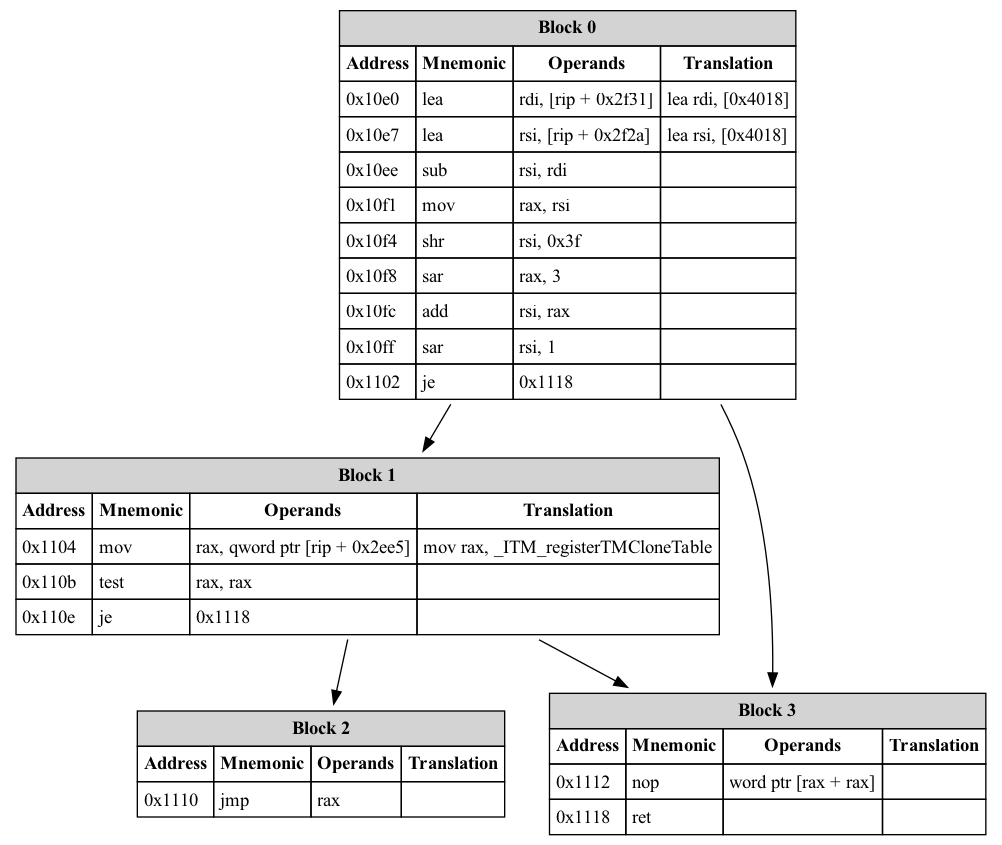 Block 0
Address Mnemonic Operands Translation
0x10e0 lea rdi, [rip + 0x2f31] lea rdi, [0x4018]
0x10e7 lea rsi, [rip + 0x2f2a] lea rsi, [0x4018]
0x10ee sub rsi, rdi
0x10f1 mov rax, rsi
0x10f4 shr rsi, 0x3f
0x10f8 sar rax, 3
0x10fc add rsi, rax
0x10ff sar rsi, 1
0x1102 je 0x1118
Block 1
Address Mnemonic Operands Translation
0x1104 mov rax, qword ptr [rip + 0x2ee5] mov rax, _ITM_registerTMCloneTable
0x110b test rax, rax
0x110e je 0x1118
Block 2
Address Mnemonic Operands Translation
0x1110 jmp rax
Block 3
Address Mnemonic Operands Translation
0x1112 nop word ptr [rax + rax]
0x1118 ret